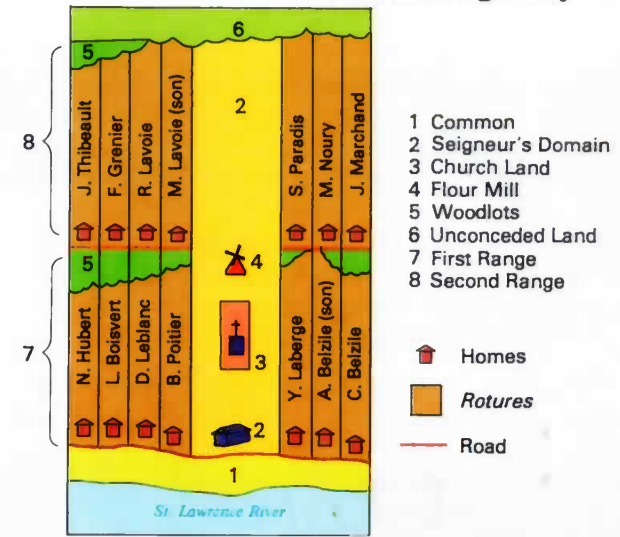 6
5
8
J. Thibeault
F. Grenier
R. Lavoie
M. Lavoie (son)
2
S. Paradis
M. Noury
J. Marchand
5
4
7
N. Hubert
L. Boisvert
D. Leblanc
B. Poitier
3
Y. Laberge
A. Belzile (son)
C. Belzile
2
1
St. Lawrence River
1 Common
2 Seigneur's Domain
3 Church Land
4 Flour Mill
5 Woodlots
6 Unconceded Land
7 First Range
8 Second Range
Homes
Rotures
Road